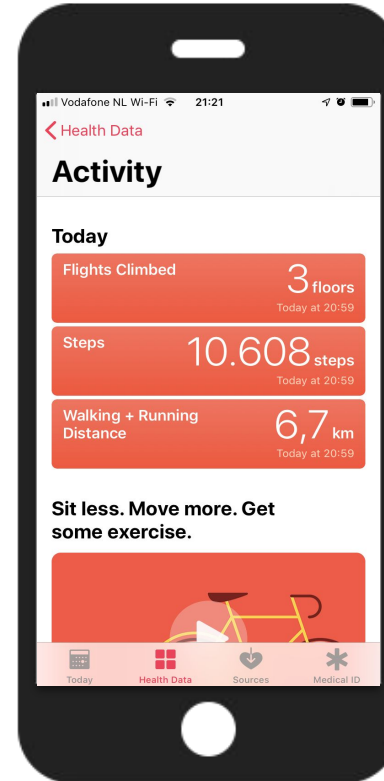 Vodafone NL Wi-Fi 21:21
Health Data
Activity
Today
Flights Climbed 3 floors
Today at 20:59
Steps 10.608 steps
Today at 20:59
Walking + Running
Distance 6,7 km
Today at 20:59
Sit less. Move more. Get
some exercise.
Today Health Data Sources Medical ID